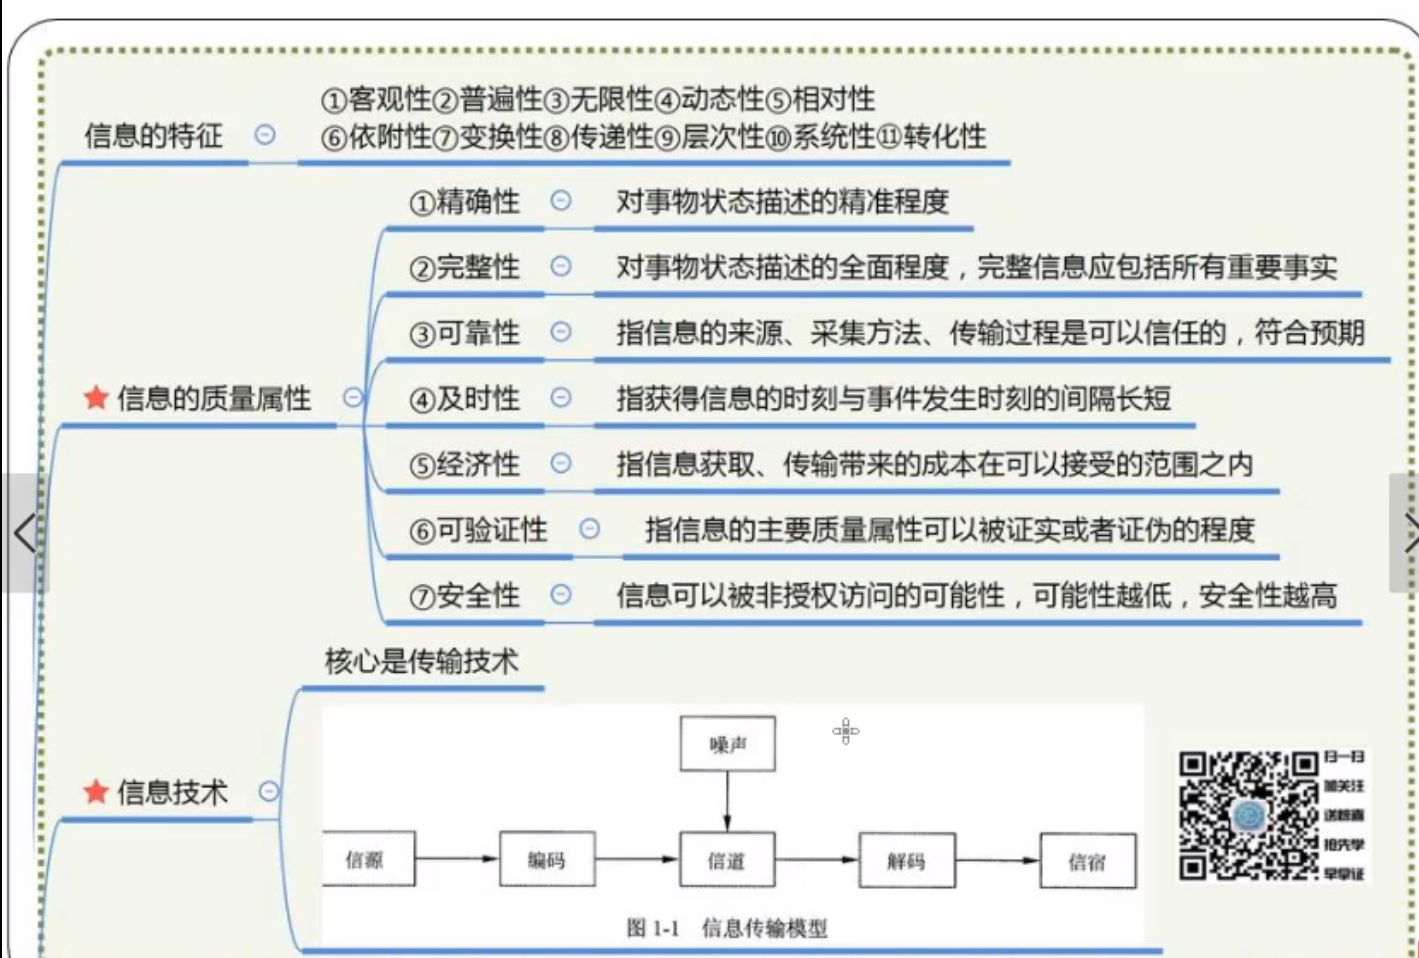 ①客观性②普遍性③无限性④动态性⑤相对性
信息的特征
⑥依附性⑦变换性⑧传递性⑨层次性⑩系统性⑪转化性
①精确性 对事物状态描述的精准程度
②完整性 对事物状态描述的全面程度，完整信息应包括所有重要事实
③可靠性 指信息的来源、采集方法、传输过程是可以信任的，符合预期
信息的质量属性
④及时性 指获得信息的时刻与事件发生时刻的间隔长短
⑤经济性 指信息获取、传输带来的成本在可以接受的范围之内
⑥可验证性 指信息的主要质量属性可以被证实或者证伪的程度
⑦安全性 信息可以被非授权访问的可能性，可能性越低，安全性越高
核心是传输技术
信息技术
噪声
信源 编码 信道 解码 信宿
图 1-1 信息传输模型
扫一扫
加关注
抢先学
早拿证